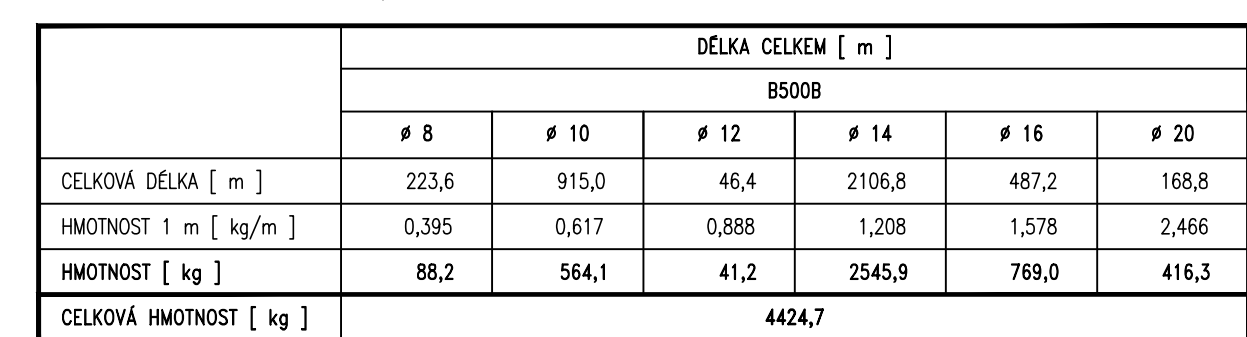 DÉLKA CELKEM [ m ]
B500B
ø 8 ø 10 ø 12 ø 14 ø 16 ø 20
CELKOVÁ DÉLKA [ m ] 223,6 915,0 46,4 2106,8 487,2 168,8
HMOTNOST 1 m [ kg/m ] 0,395 0,617 0,888 1,208 1,578 2,466
HMOTNOST [ kg ] 88,2 564,1 41,2 2545,9 769,0 416,3
CELKOVÁ HMOTNOST [ kg ] 4424,7